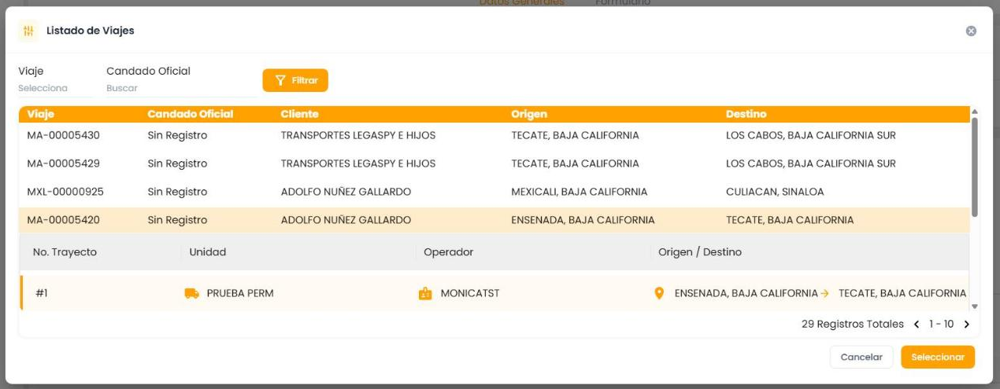 Datos Generales Formulario
Listado de Viajes
Viaje Candado Oficial
Selecciona Buscar Filtrar
Viaje Candado Oficial Cliente Origen Destino
MA-00005430 Sin Registro TRANSPORTES LEGASPY E HIJOS TECATE, BAJA CALIFORNIA LOS CABOS, BAJA CALIFORNIA SUR
MA-00005429 Sin Registro TRANSPORTES LEGASPY E HIJOS TECATE, BAJA CALIFORNIA LOS CABOS, BAJA CALIFORNIA SUR
MXL-00000925 Sin Registro ADOLFO NUÑEZ GALLARDO MEXICALI, BAJA CALIFORNIA CULIACAN, SINALOA
MA-00005420 Sin Registro ADOLFO NUÑEZ GALLARDO ENSENADA, BAJA CALIFORNIA TECATE, BAJA CALIFORNIA
No. Trayecto Unidad Operador Origen / Destino
#1 PRUEBA PERM MONICATST ENSENADA, BAJA CALIFORNIA → TECATE, BAJA CALIFORNIA
29 Registros Totales < 1 - 10 >
Cancelar Seleccionar